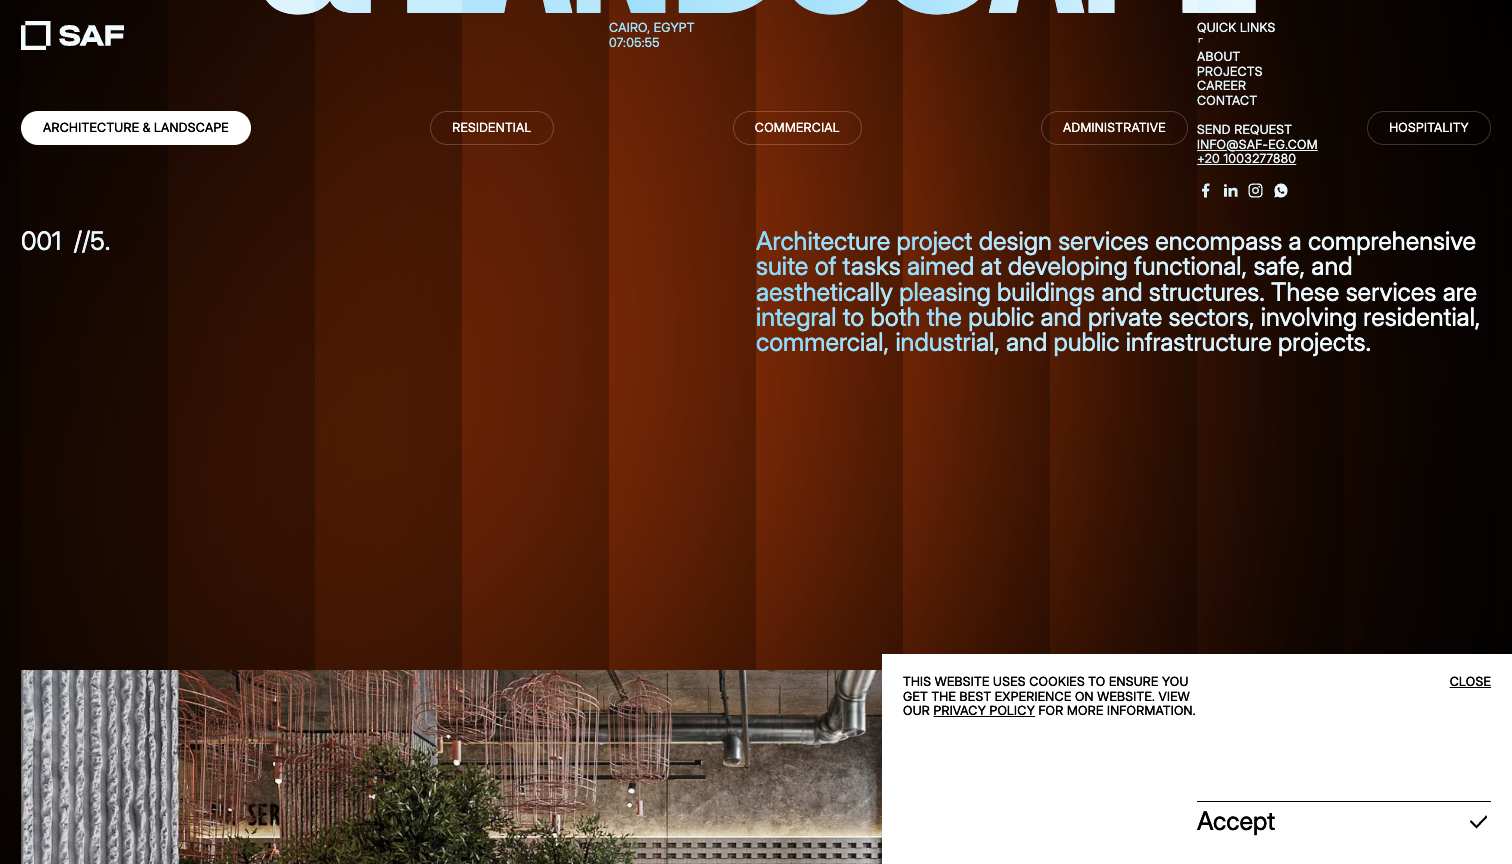 & LANDSCAPE
SAF
CAIRO, EGYPT
07:05:55
QUICK LINKS
ABOUT
PROJECTS
CAREER
CONTACT
SEND REQUEST
INFO@SAF-EG.COM
+20 1003277880
ARCHITECTURE & LANDSCAPE
RESIDENTIAL
COMMERCIAL
ADMINISTRATIVE
HOSPITALITY
001 //5.
Architecture project design services encompass a comprehensive
suite of tasks aimed at developing functional, safe, and
aesthetically pleasing buildings and structures. These services are
integral to both the public and private sectors, involving residential,
commercial, industrial, and public infrastructure projects.
THIS WEBSITE USES COOKIES TO ENSURE YOU
GET THE BEST EXPERIENCE ON WEBSITE. VIEW
OUR PRIVACY POLICY FOR MORE INFORMATION.
CLOSE
Accept